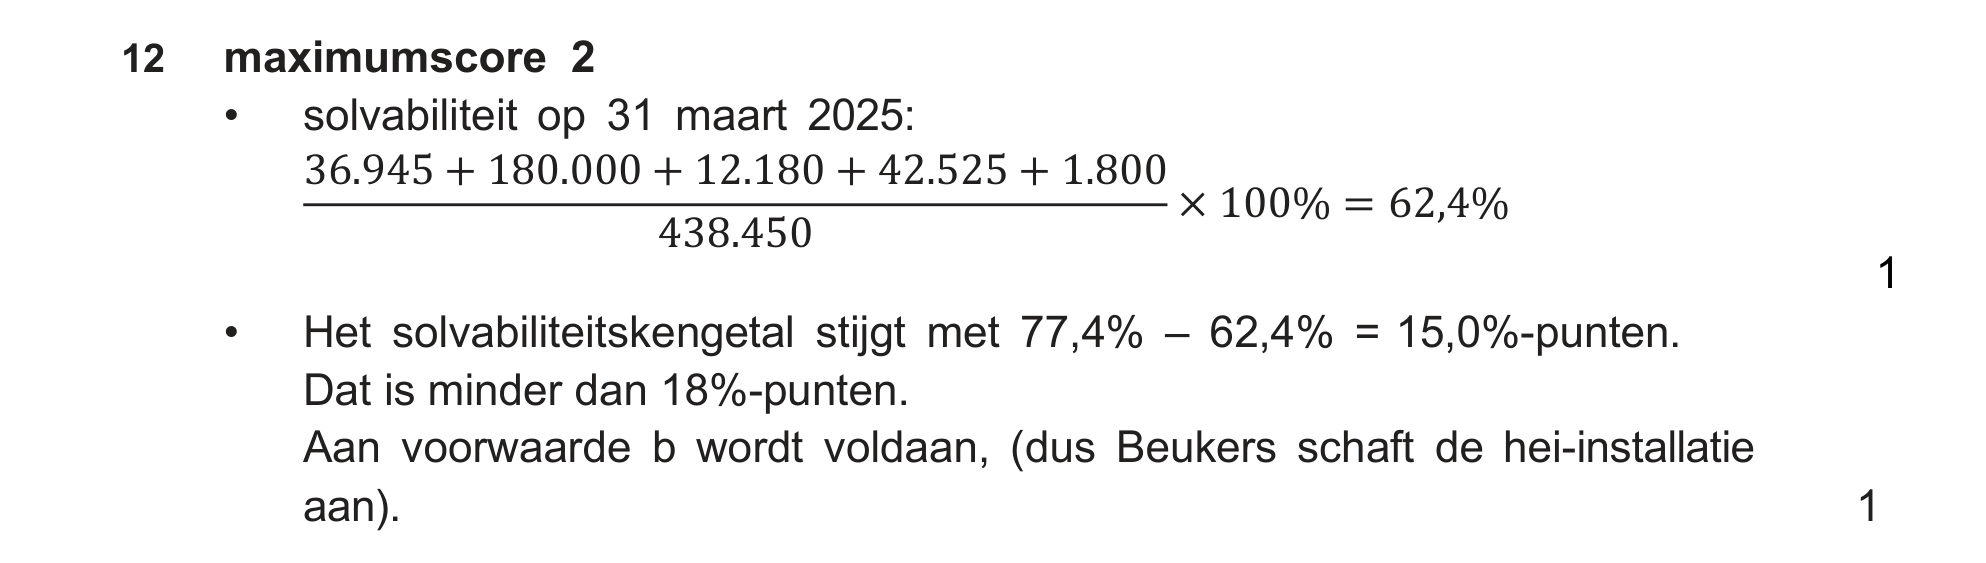 12 maximumscore 2
• solvabiliteit op 31 maart 2025:
36.945 + 180.000 + 12.180 + 42.525 + 1.800
438.450
× 100% = 62,4%
1
• Het solvabiliteitskengetal stijgt met 77,4% – 62,4% = 15,0%-punten.
Dat is minder dan 18%-punten.
Aan voorwaarde b wordt voldaan, (dus Beukers schaft de hei-installatie
aan). 1